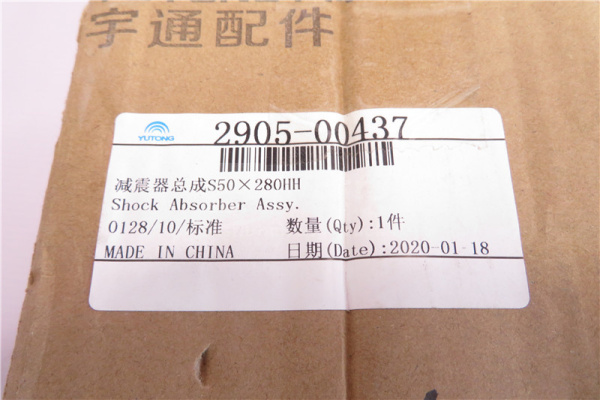 宇通配件
YUTONG
2905-00437
减震器总成S50×280HH
Shock Absorber Assy.
0128/10/标准 数量(Qty):1件
MADE IN CHINA 日期(Date):2020-01-18